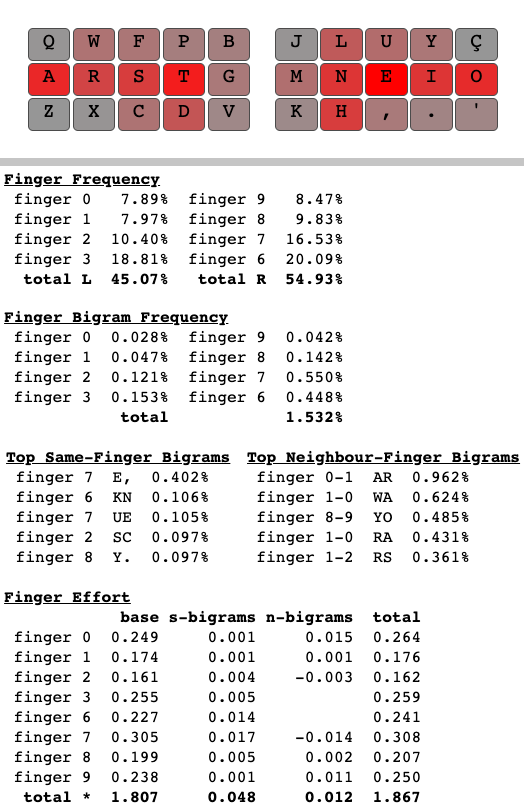 Q W F P B J L U Y Ç
A R S T G M N E I O
Z X C D V K H , . '
Finger Frequency
finger 0 7.89% finger 9 8.47%
finger 1 7.97% finger 8 9.83%
finger 2 10.40% finger 7 16.53%
finger 3 18.81% finger 6 20.09%
total L 45.07% total R 54.93%
Finger Bigram Frequency
finger 0 0.028% finger 9 0.042%
finger 1 0.047% finger 8 0.142%
finger 2 0.121% finger 7 0.550%
finger 3 0.153% finger 6 0.448%
total 1.532%
Top Same-Finger Bigrams Top Neighbour-Finger Bigrams
finger 7 E, 0.402% finger 0-1 AR 0.962%
finger 6 KN 0.106% finger 1-0 WA 0.624%
finger 7 UE 0.105% finger 8-9 YO 0.485%
finger 2 SC 0.097% finger 1-0 RA 0.431%
finger 8 Y. 0.097% finger 1-2 RS 0.361%
Finger Effort
base s-bigrams n-bigrams total
finger 0 0.249 0.001 0.015 0.264
finger 1 0.174 0.001 0.001 0.176
finger 2 0.161 0.004 -0.003 0.162
finger 3 0.255 0.005 0.259
finger 6 0.227 0.014 0.241
finger 7 0.305 0.017 -0.014 0.308
finger 8 0.199 0.005 0.002 0.207
finger 9 0.238 0.001 0.011 0.250
total * 1.807 0.048 0.012 1.867